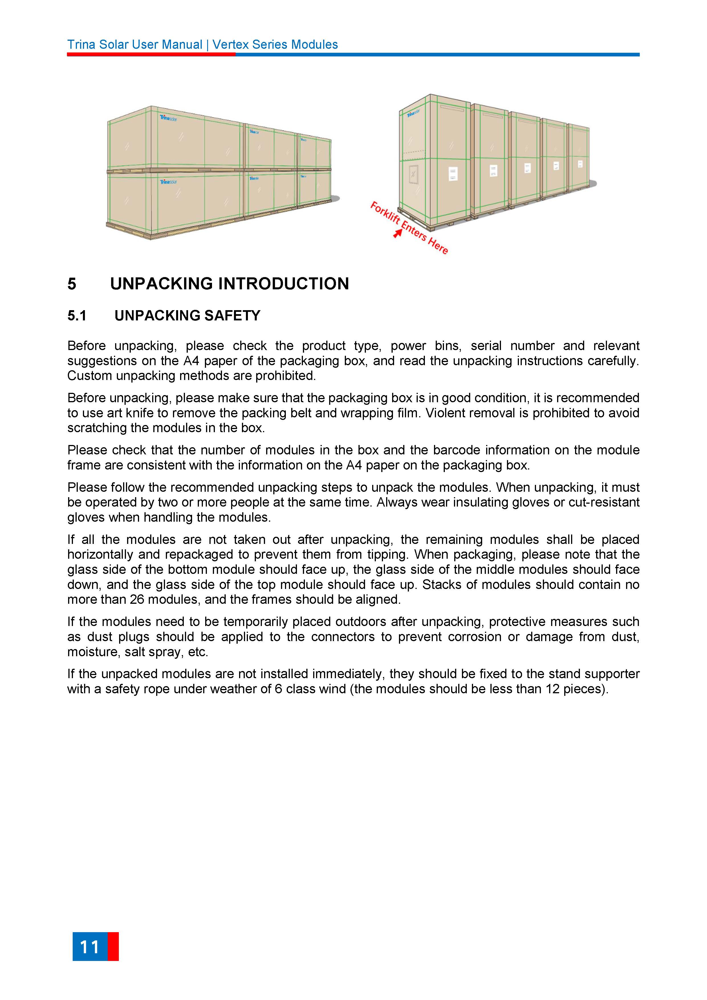 Trina Solar User Manual | Vertex Series Modules
Trinasolar
Trinasolar
Trinasolar
Forklift Enters Here
5 UNPACKING INTRODUCTION
5.1 UNPACKING SAFETY
Before unpacking, please check the product type, power bins, serial number and relevant
suggestions on the A4 paper of the packaging box, and read the unpacking instructions carefully.
Custom unpacking methods are prohibited.
Before unpacking, please make sure that the packaging box is in good condition, it is recommended
to use art knife to remove the packing belt and wrapping film. Violent removal is prohibited to avoid
scratching the modules in the box.
Please check that the number of modules in the box and the barcode information on the module
frame are consistent with the information on the A4 paper on the packaging box.
Please follow the recommended unpacking steps to unpack the modules. When unpacking, it must
be operated by two or more people at the same time. Always wear insulating gloves or cut-resistant
gloves when handling the modules.
If all the modules are not taken out after unpacking, the remaining modules shall be placed
horizontally and repackaged to prevent them from tipping. When packaging, please note that the
glass side of the bottom module should face up, the glass side of the middle modules should face
down, and the glass side of the top module should face up. Stacks of modules should contain no
more than 26 modules, and the frames should be aligned.
If the modules need to be temporarily placed outdoors after unpacking, protective measures such
as dust plugs should be applied to the connectors to prevent corrosion or damage from dust,
moisture, salt spray, etc.
If the unpacked modules are not installed immediately, they should be fixed to the stand supporter
with a safety rope under weather of 6 class wind (the modules should be less than 12 pieces).
11